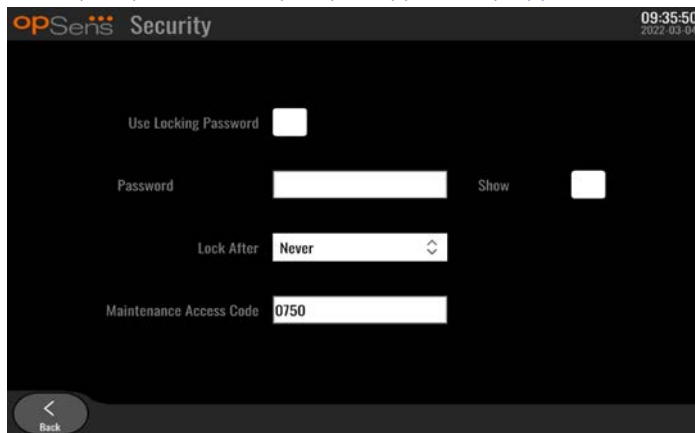 opSens Security
09:35:50
2022-03-04
Use Locking Password
Password
Show
Lock After
Never
Maintenance Access Code
0750
Back